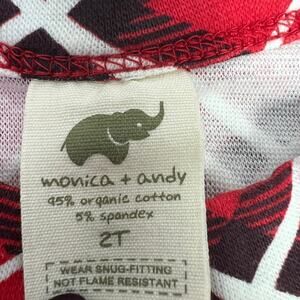 monica + andy
95% organic cotton
5% spandex
2T
WEAR SNUG-FITTING
NOT FLAME RESISTANT